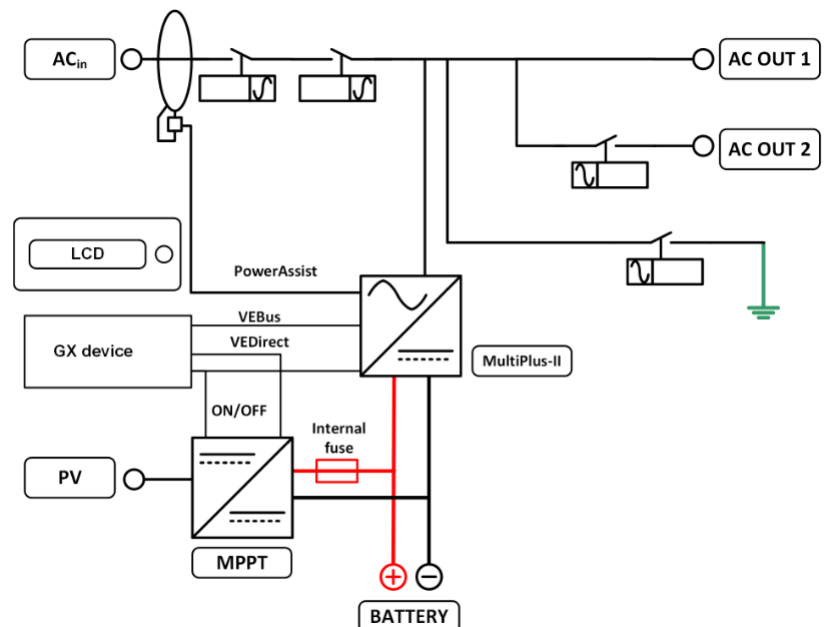 ACin
AC OUT 1
AC OUT 2
LCD
PowerAssist
VEBus
GX device
VEDirect
MultiPlus-II
ON/OFF
Internal
fuse
PV
MPPT
BATTERY